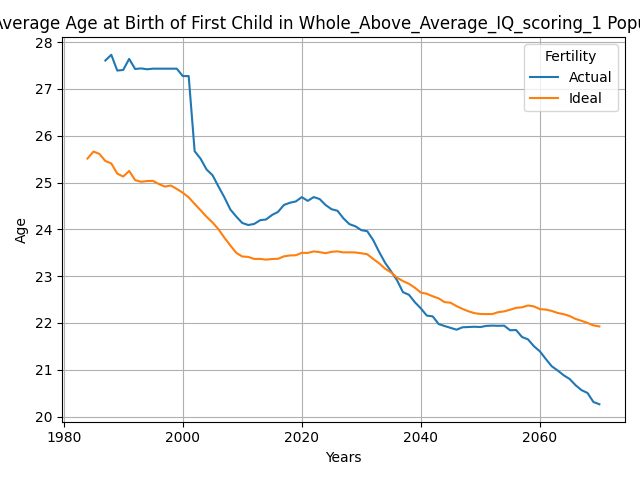 Average Age at Birth of First Child in Whole_Above_Average_IQ_scoring_1
28
27
26
25
24
23
22
21
20
Age
Fertility
Actual
Ideal
1980 2000 2020 2040 2060
Years